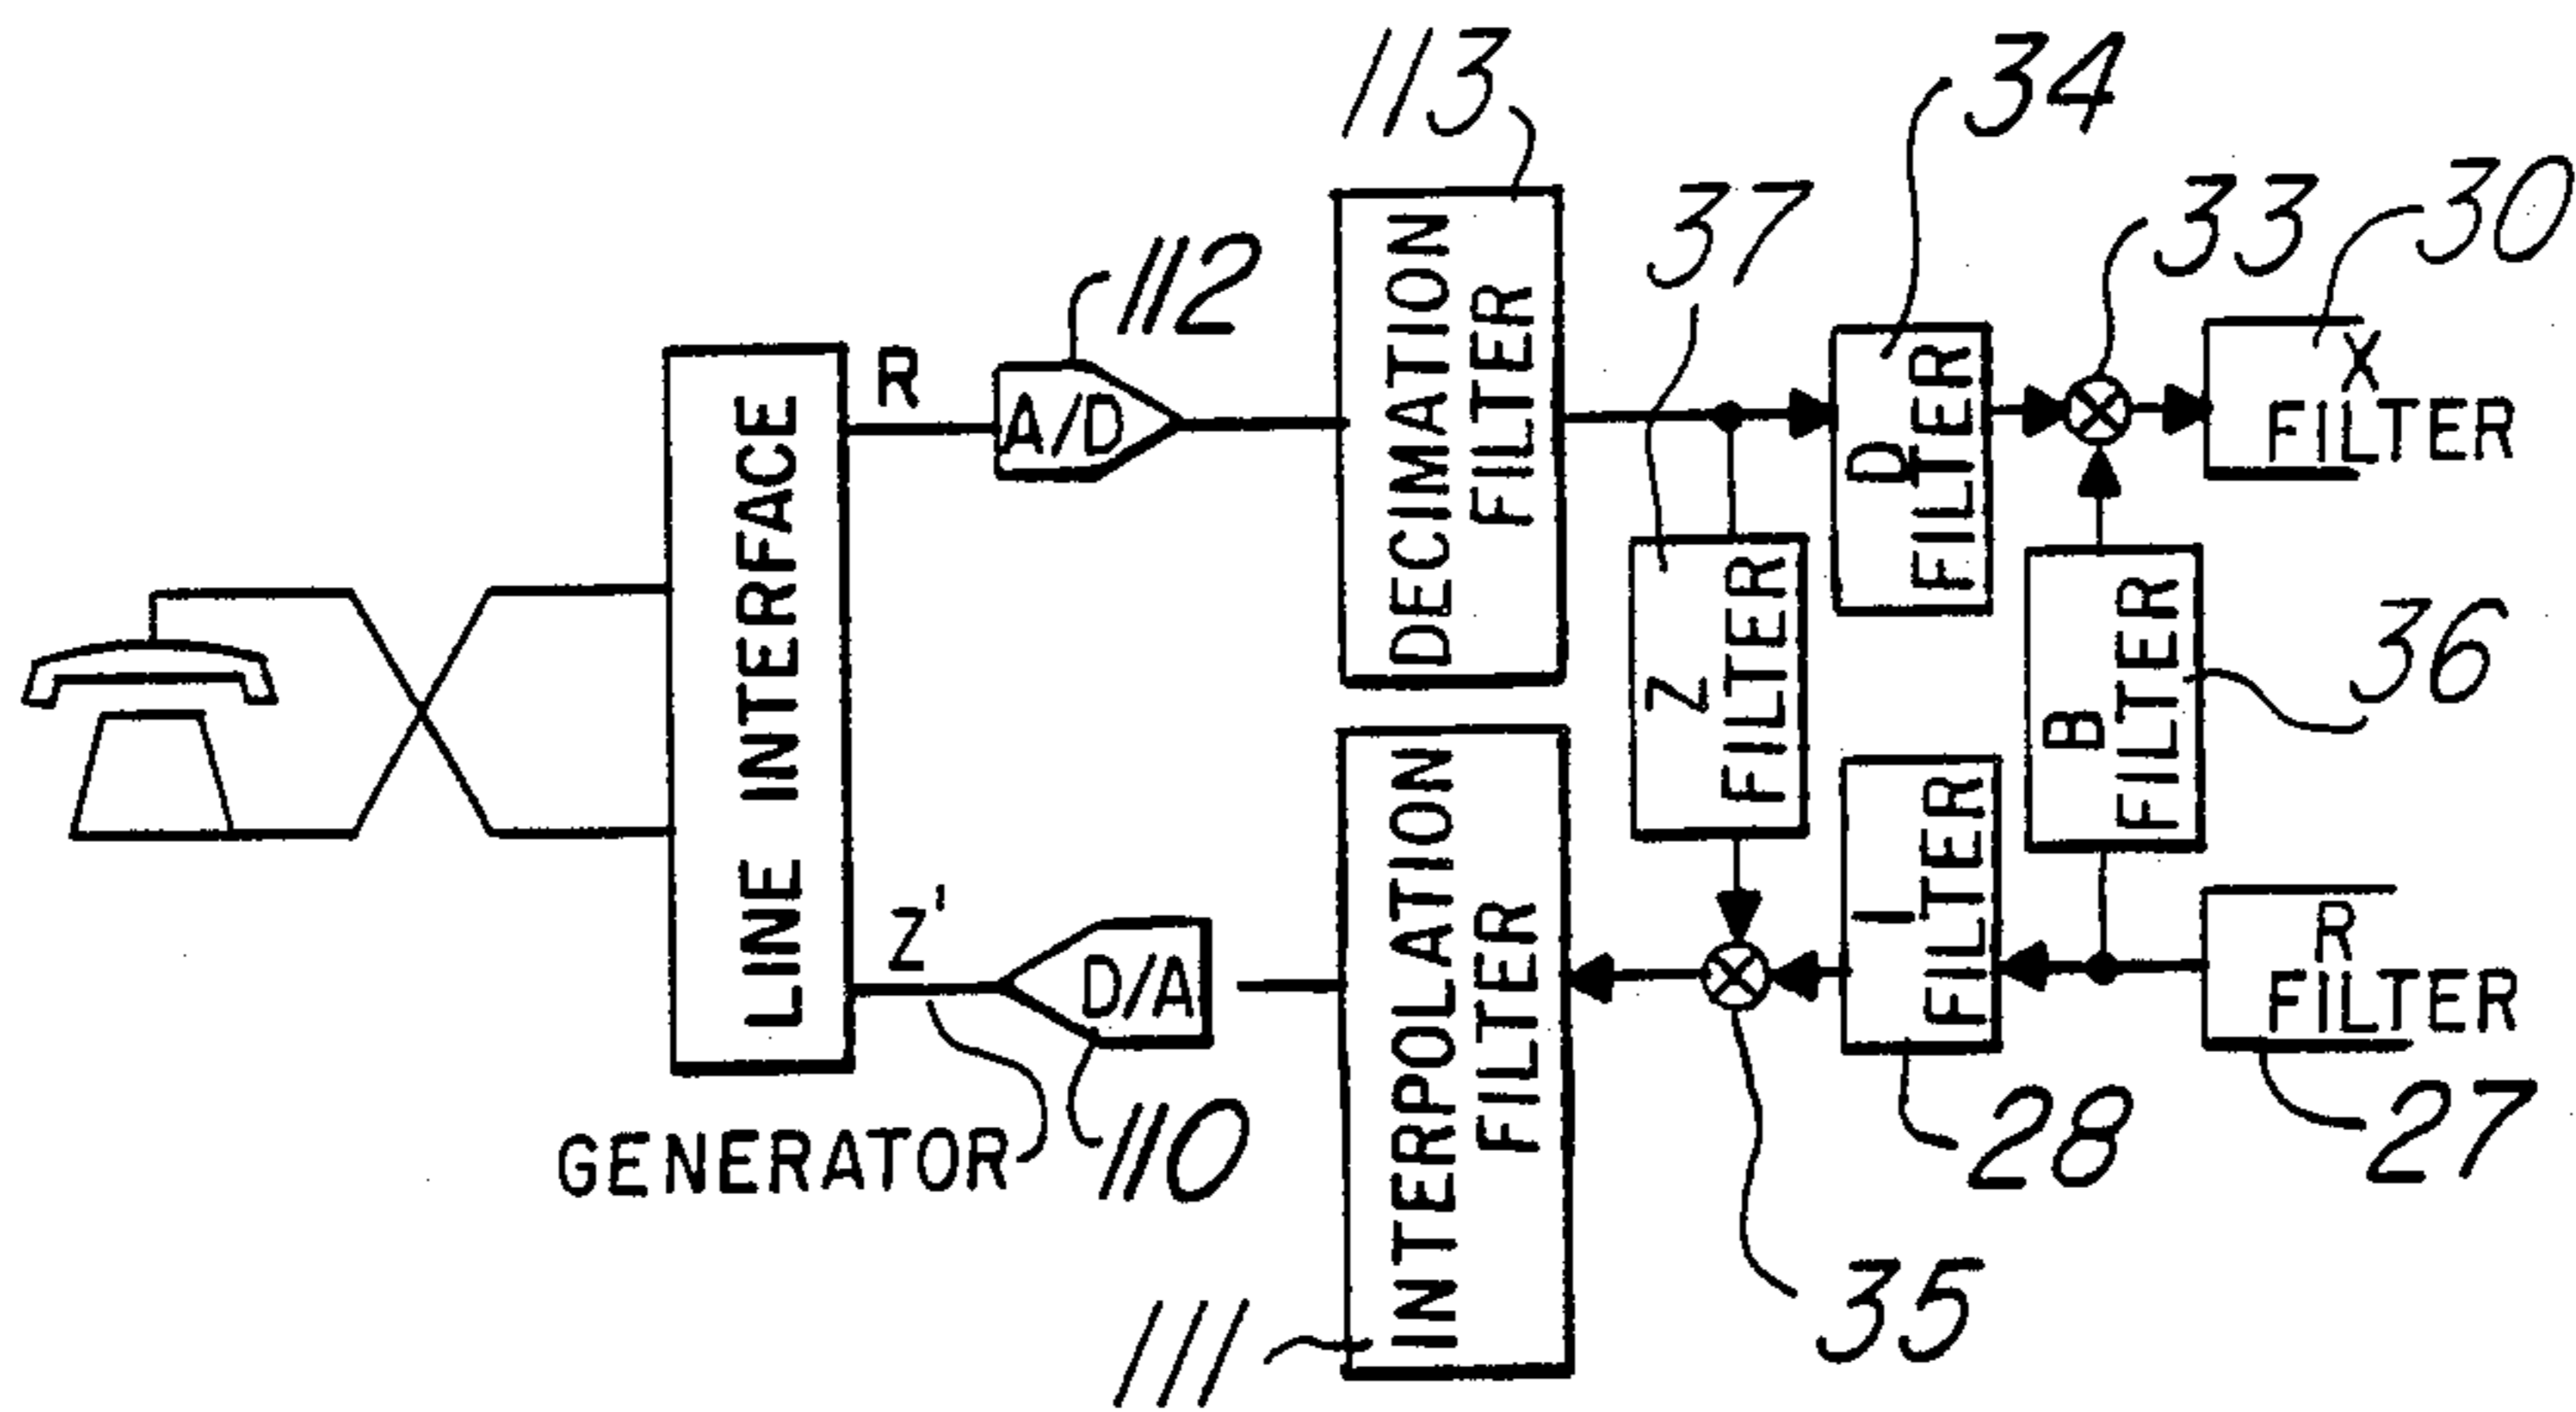 113
34
37
33
30
112
R
A/D
DECIMATION
FILTER
D
FILTER
X
FILTER
LINE INTERFACE
Z
FILTER
B
FILTER
36
Z'
D/A
INTERPOLATION
FILTER
I
FILTER
R
FILTER
GENERATOR
110
28
27
111
35